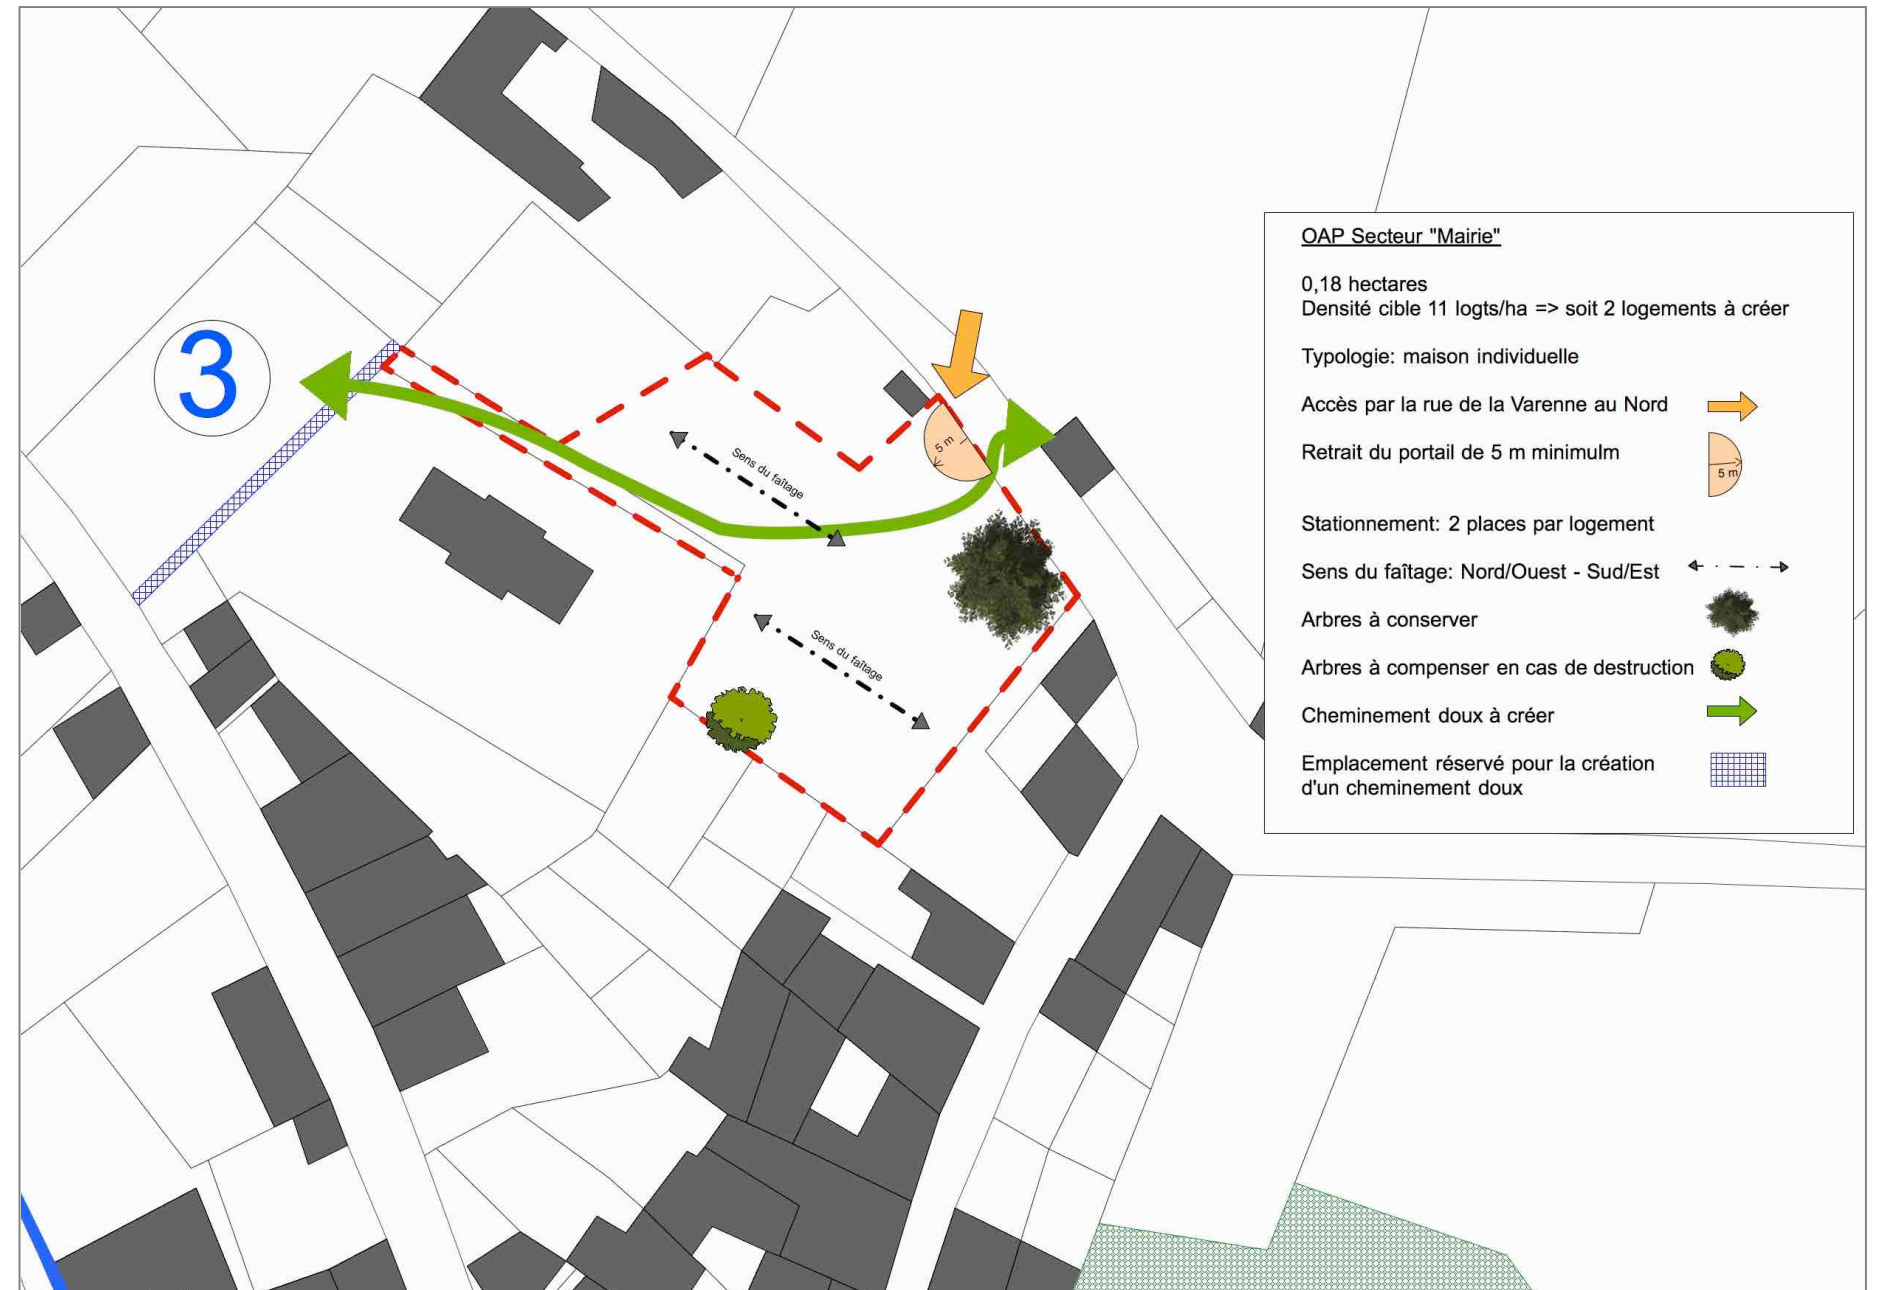 3
5 m
Sens du faîtage
Sens du faîtage
OAP Secteur "Mairie"
0,18 hectares
Densité cible 11 logts/ha => soit 2 logements à créer
Typologie: maison individuelle
Accès par la rue de la Varenne au Nord
Retrait du portail de 5 m minimulm
5 m
Stationnement: 2 places par logement
Sens du faîtage: Nord/Ouest - Sud/Est
Arbres à conserver
Arbres à compenser en cas de destruction
Cheminement doux à créer
Emplacement réservé pour la création
d'un cheminement doux